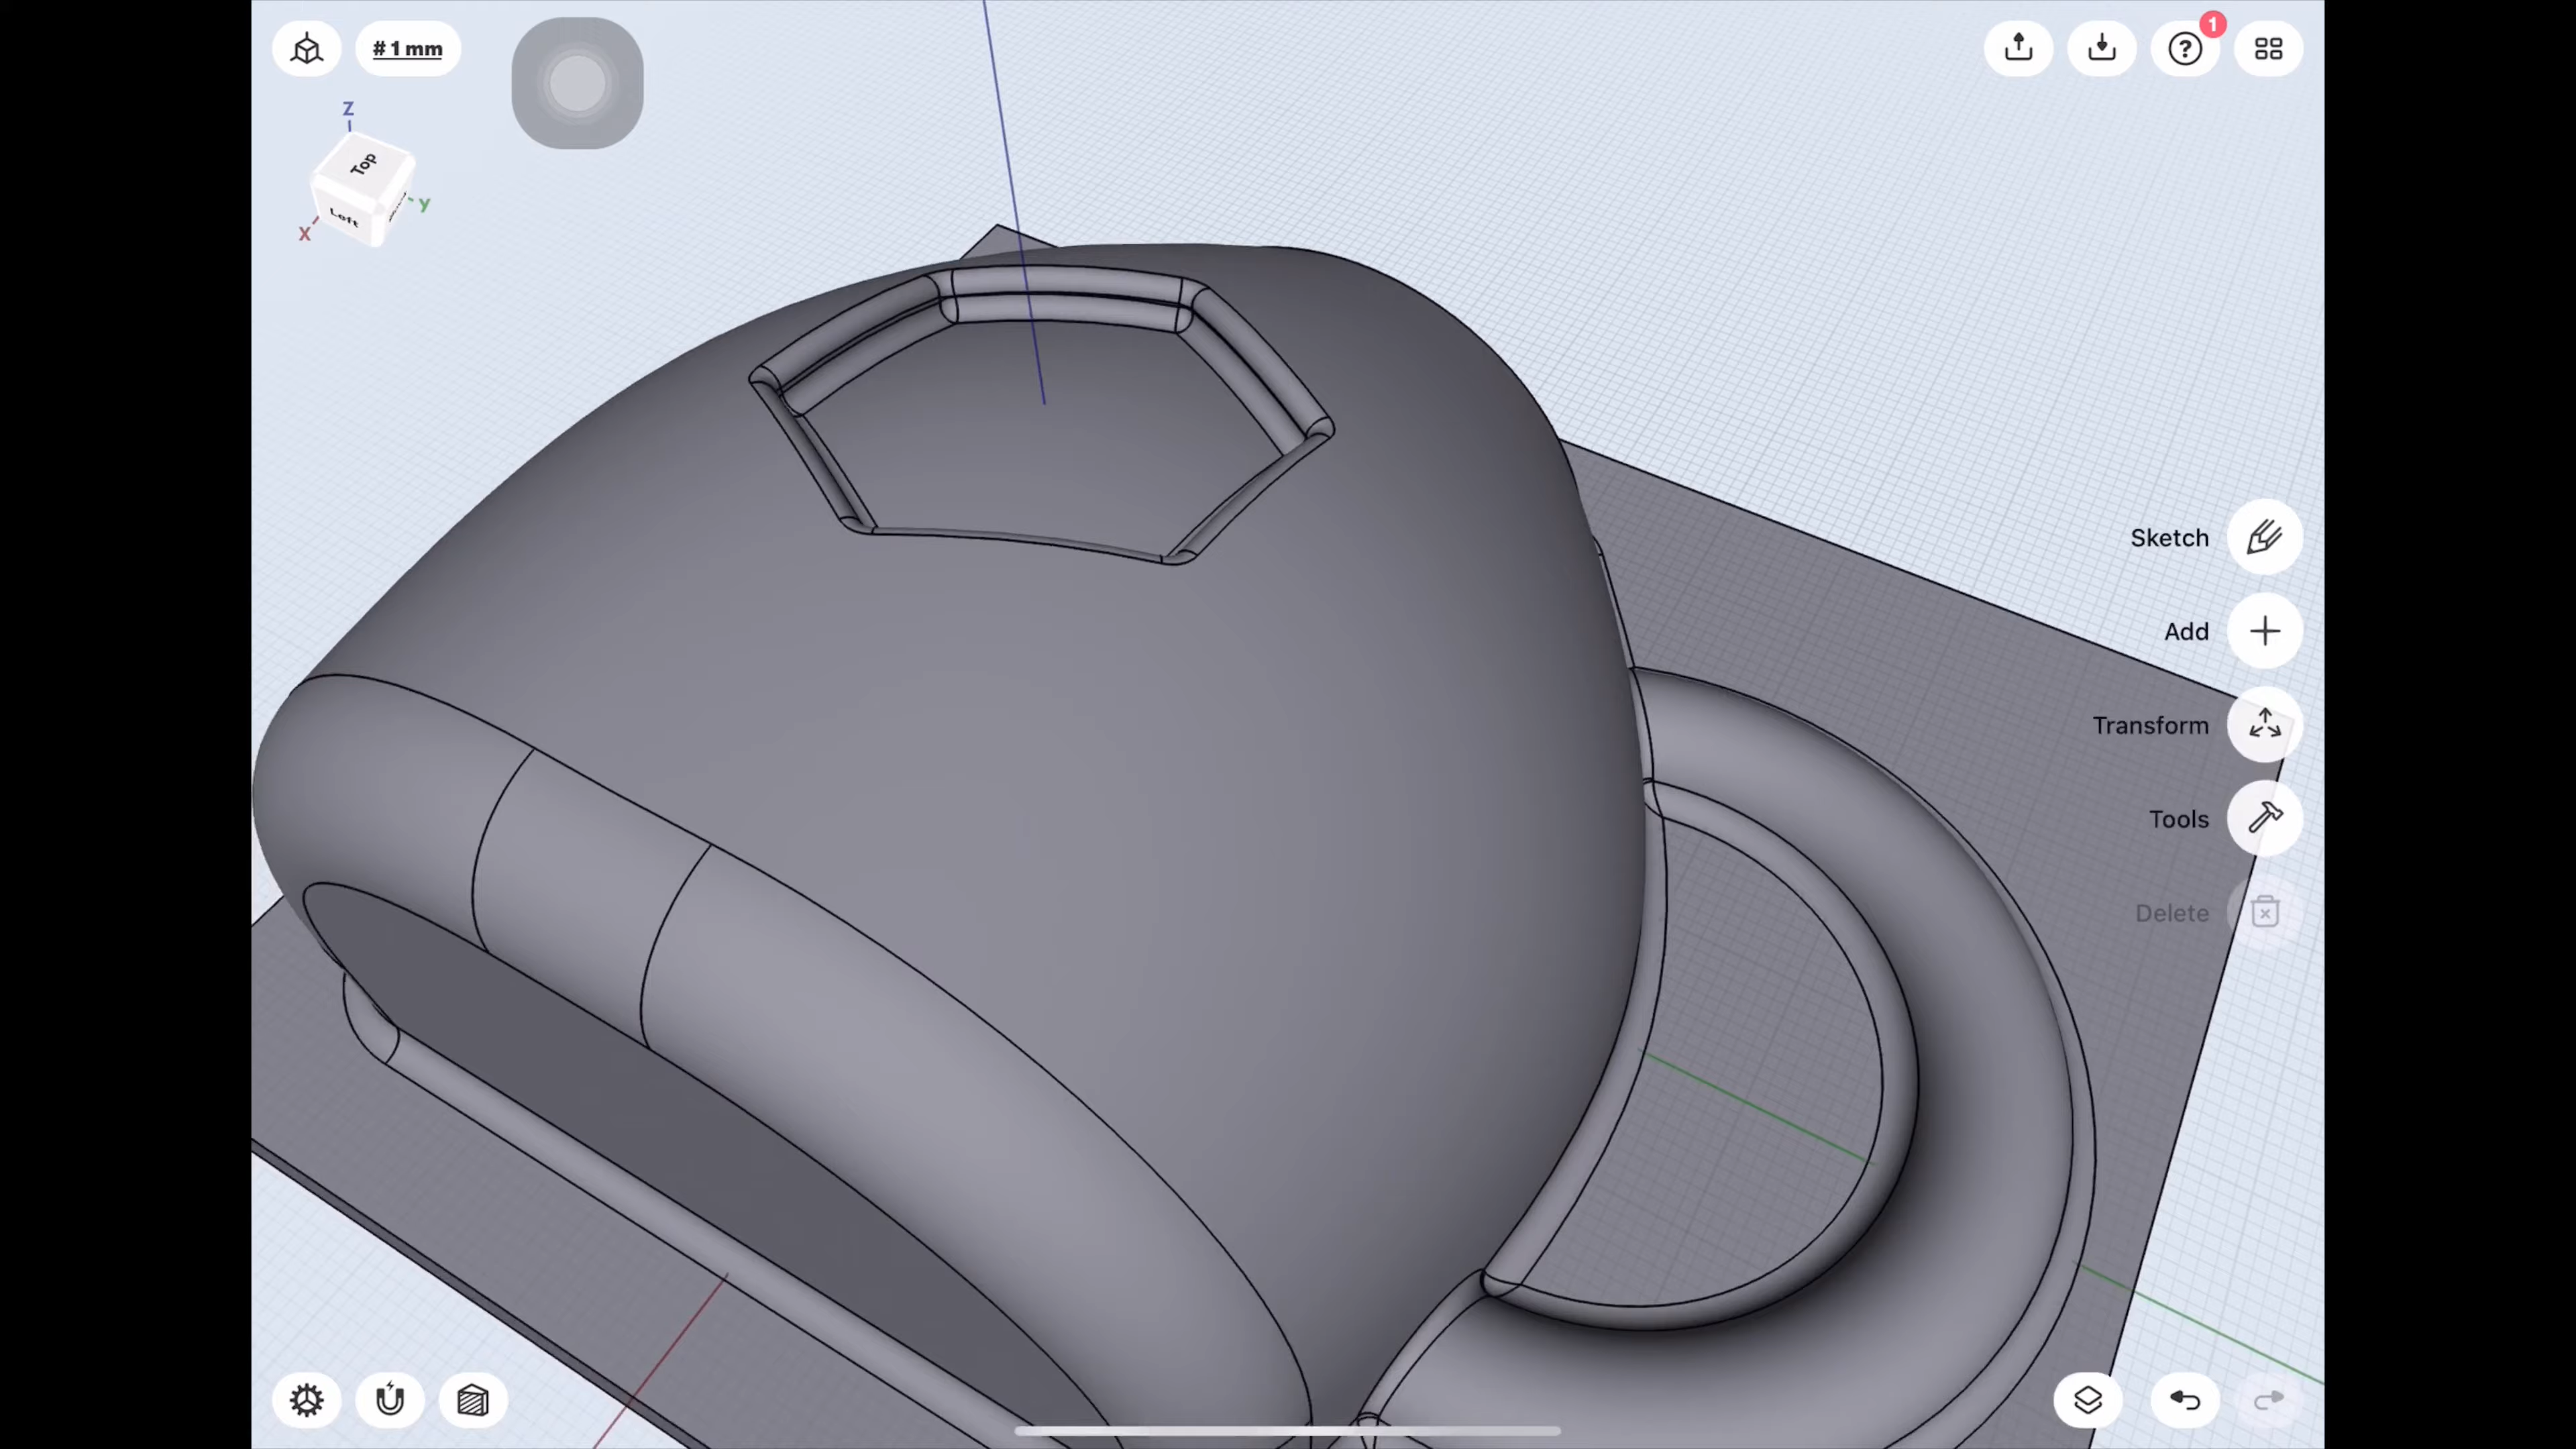 # 1 mm
1
?
Z
Top
Left
Y
X
Sketch
Add
Transform
Tools
Delete